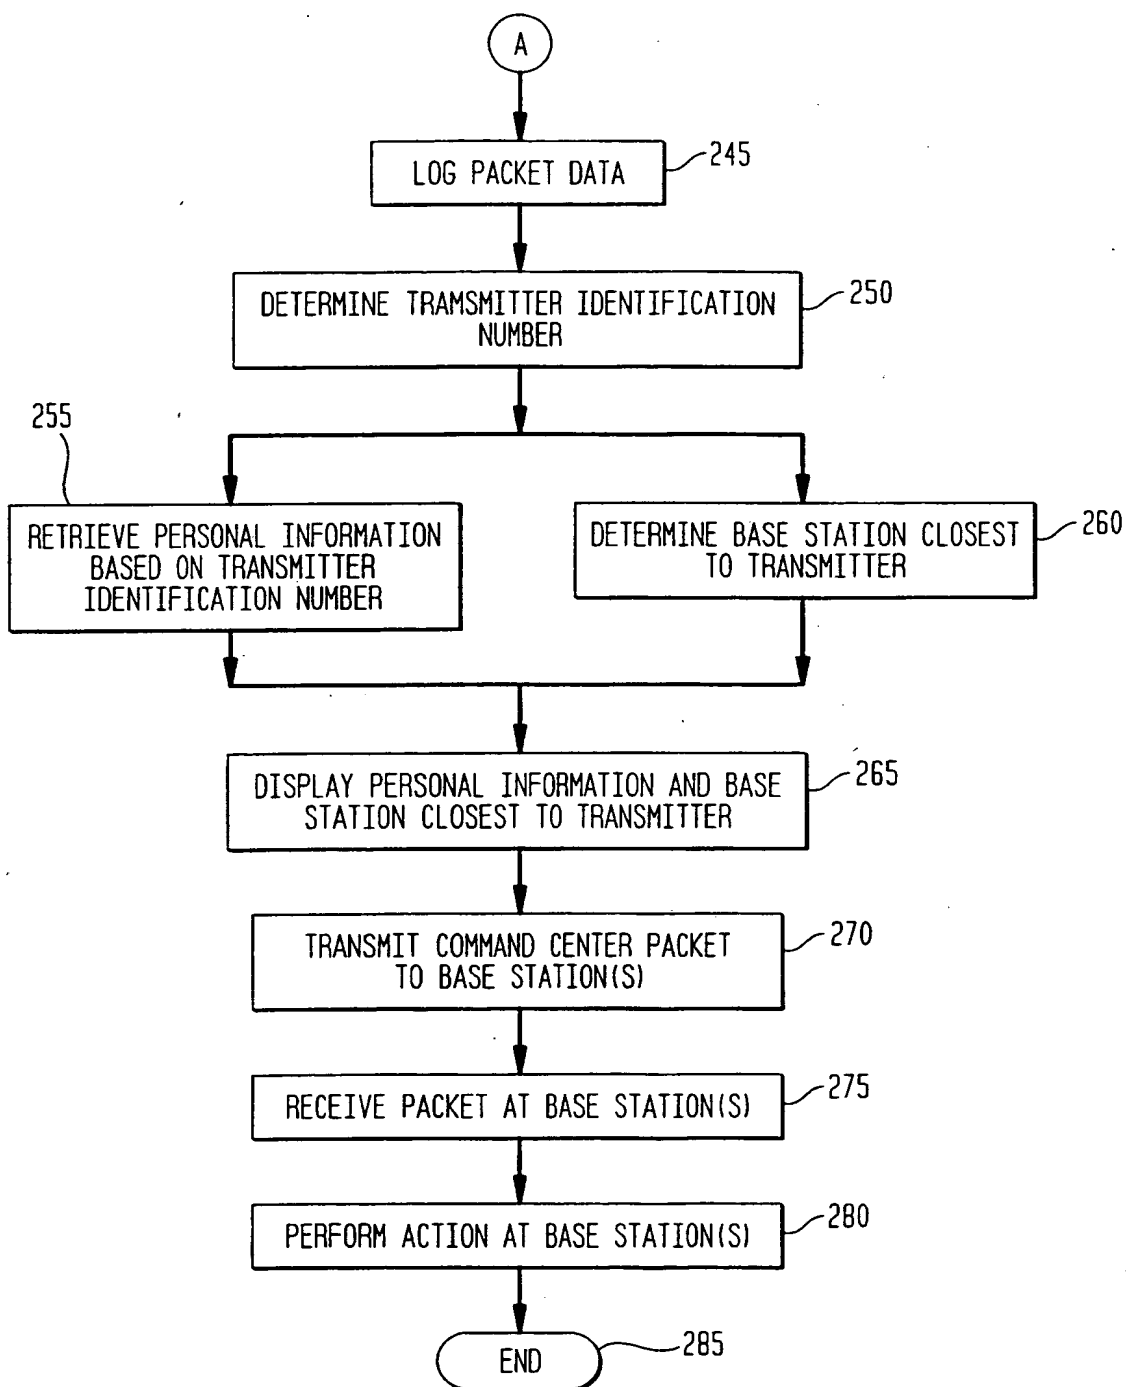 A
LOG PACKET DATA
245
DETERMINE TRAMSMITTER IDENTIFICATION
NUMBER
250
255
RETRIEVE PERSONAL INFORMATION
BASED ON TRANSMITTER
IDENTIFICATION NUMBER
DETERMINE BASE STATION CLOSEST
TO TRANSMITTER
260
DISPLAY PERSONAL INFORMATION AND BASE
STATION CLOSEST TO TRANSMITTER
265
TRANSMIT COMMAND CENTER PACKET
TO BASE STATION(S)
270
RECEIVE PACKET AT BASE STATION(S)
275
PERFORM ACTION AT BASE STATION(S)
280
END
285